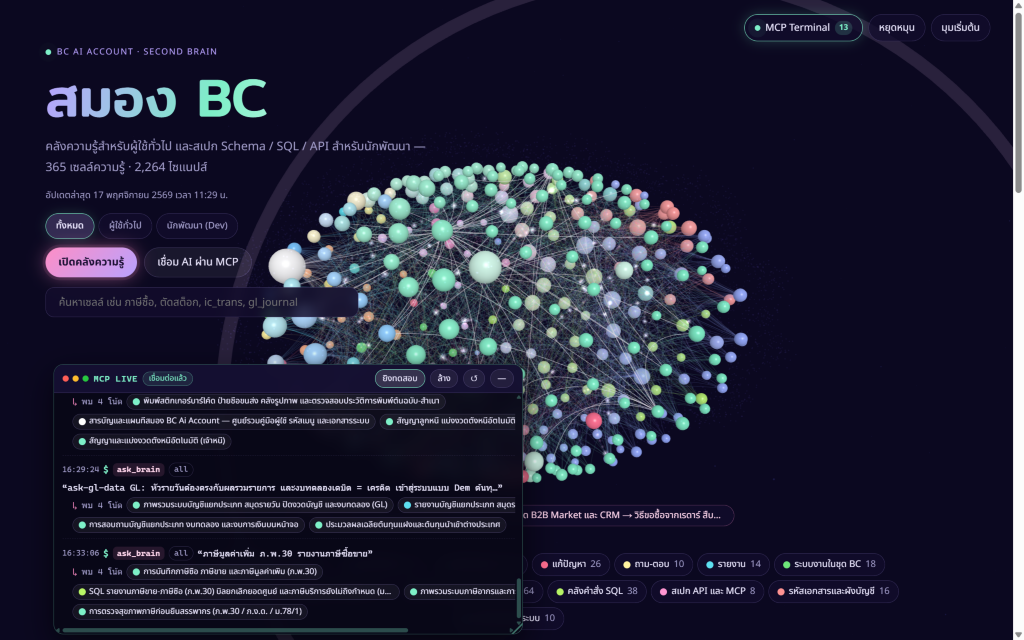 MCP Terminal 13
หยุดหมุน
มุมเริ่มต้น
BC AI ACCOUNT · SECOND BRAIN
สมอง BC
คลังความรู้สำหรับผู้ใช้ทั่วไป และสเปก Schema / SQL / API สำหรับนักพัฒนา —
365 เซลล์ความรู้ · 2,264 ไซแนปส์
อัปเดตล่าสุด 17 พฤศจิกายน 2569 เวลา 11:29 น.
ทั้งหมด
ผู้ใช้ทั่วไป
นักพัฒนา (Dev)
เปิดคลังความรู้
เชื่อม AI ผ่าน MCP
ค้นหาเซลล์ เช่น ภาษีซื้อ, ตัดสต็อก, ic_trans, gl_journal
MCP LIVE เชื่อมต่อแล้ว
ยิงทดสอบ
ล้าง
↺
—
↳ พบ 4 โน้ต
พิมพ์สติกเกอร์บาร์โค้ด ป้ายชื่อขนส่ง คลังรูปภาพ และตรวจสอบประวัติการพิมพ์ต้นฉบับ-สำเนา
สารบัญและแผนที่สมอง BC Ai Account — ศูนย์รวมคู่มือผู้ใช้ รหัสเมนู และเอกสารระบบ
สัญญาลูกหนี้ แบ่งงวดตัดหนี้อัตโนมัติ
สัญญาและแบ่งงวดตัดหนี้อัตโนมัติ (เจ้าหนี้)
16:29:24 $ ask_brain all
“ask-gl-data GL: หัวรายวันต้องตรงกับผลรวมรายการ และงบทดลองเดบิต = เครดิต เข้าสู่ระบบแบบ Dem ต้นทุ…”
↳ พบ 4 โน้ต
ภาพรวมระบบบัญชีแยกประเภท สมุดรายวัน ปิดงวดบัญชี และงบทดลอง (GL)
รายงานบัญชีแยกประเภท สมุดร
การสอบถามบัญชีแยกประเภท งบทดลอง และงบการเงินบนหน้าจอ
ประมวลผลเฉลี่ยต้นทุนแฝงและต้นทุนนำเข้าต่างประเทศ
16:33:06 $ ask_brain all “ภาษีมูลค่าเพิ่ม ภ.พ.30 รายงานภาษีซื้อขาย”
↳ พบ 4 โน้ต
การบันทึกภาษีซื้อ ภาษีขาย และภาษีมูลค่าเพิ่ม (ภ.พ.30)
SQL รายงานภาษีขาย-ภาษีซื้อ (ภ.พ.30) มีลยกเลิกยอดศูนย์ และภาษีบริการยังไม่ถึงกำหนด (บ…
ภาพรวมระบบภาษีอากรและภา
การตรวจสุขภาพภาษีก่อนยื่นสรรพากร (ภ.พ.30 / ภ.ง.ด. / ม.78/1)
B2B Market และ CRM → วิธีขอซื้อจากเรดาร์ สืบ…
แก้ปัญหา 26
ถาม-ตอบ 10
รายงาน 14
ระบบงานในชุด BC 18
64
คลังคำสั่ง SQL 38
สเปก API และ MCP 8
รหัสเอกสารและผังบัญชี 16
ระบบ 10